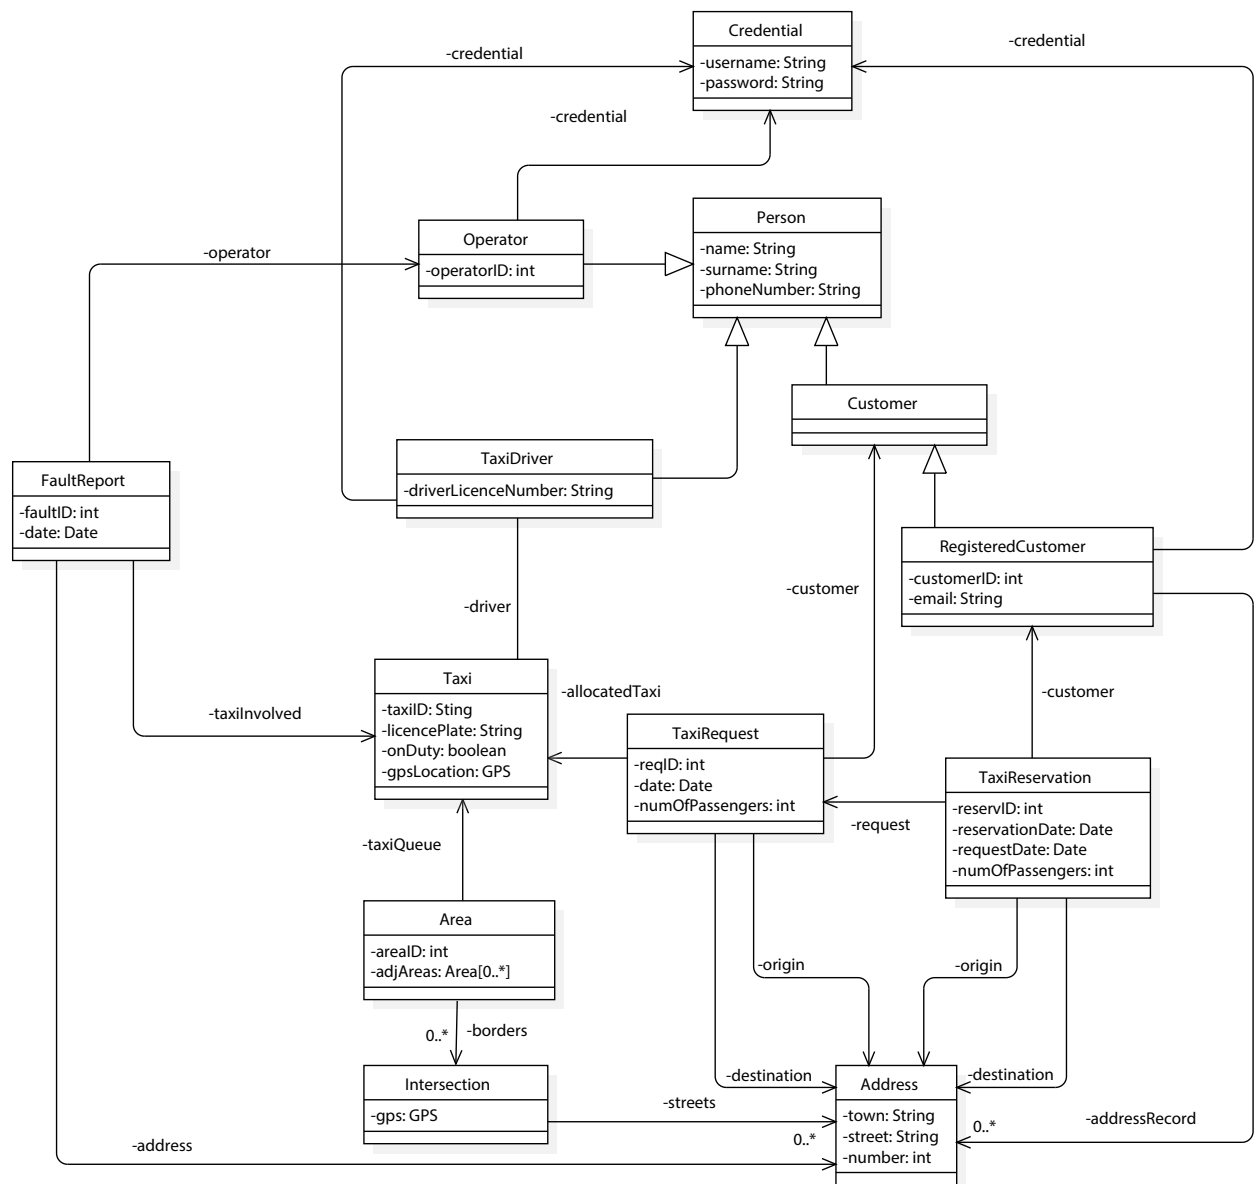 Credential
-username: String
-password: String
-credential
-credential
-credential
Person
-name: String
-surname: String
-phoneNumber: String
Operator
-operatorID: int
-operator
Customer
TaxiDriver
-driverLicenceNumber: String
FaultReport
-faultID: int
-date: Date
RegisteredCustomer
-customerID: int
-email: String
-customer
-driver
Taxi
-taxiID: Sting
-licencePlate: String
-onDuty: boolean
-gpsLocation: GPS
-allocatedTaxi
-taxiInvolved
-customer
TaxiRequest
-reqID: int
-date: Date
-numOfPassengers: int
TaxiReservation
-reservID: int
-reservationDate: Date
-requestDate: Date
-numOfPassengers: int
-request
-taxiQueue
Area
-areaID: int
-adjAreas: Area[0..*]
-origin
-origin
0..*
-borders
Intersection
-gps: GPS
-destination
-destination
Address
-town: String
-street: String
-number: int
-streets
0..*
0..*
-addressRecord
-address